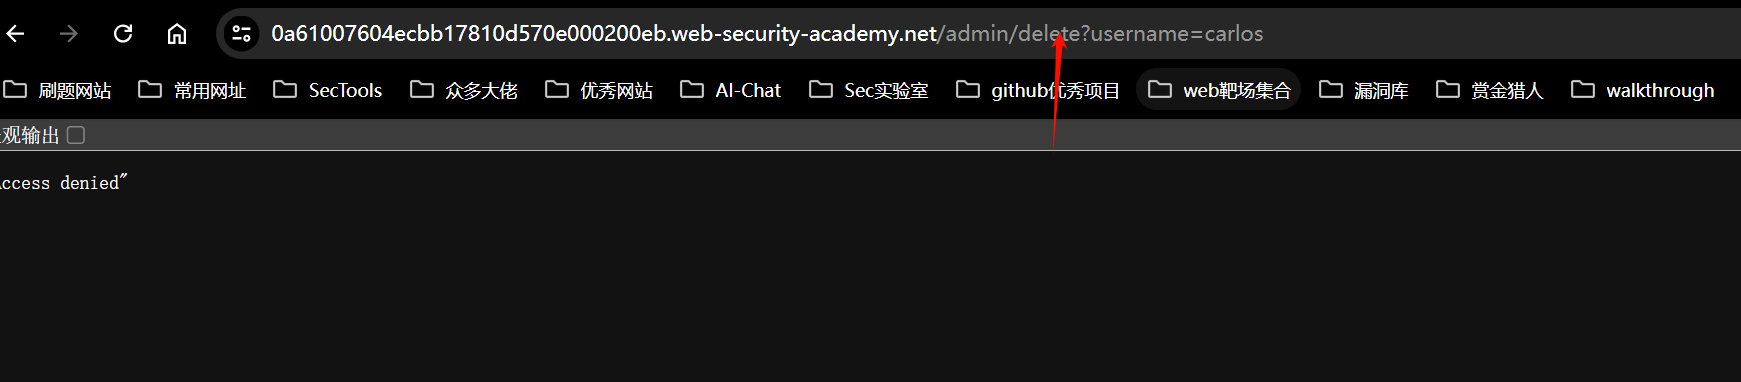 0a61007604ecbb17810d570e000200eb.web-security-academy.net/admin/delete?username=carlos
刷题网站 常用网址 SecTools 众多大佬 优秀网站 AI-Chat Sec实验室 github优秀项目 web靶场集合 漏洞库 赏金猎人 walkthrough
观输出
ccess denied"